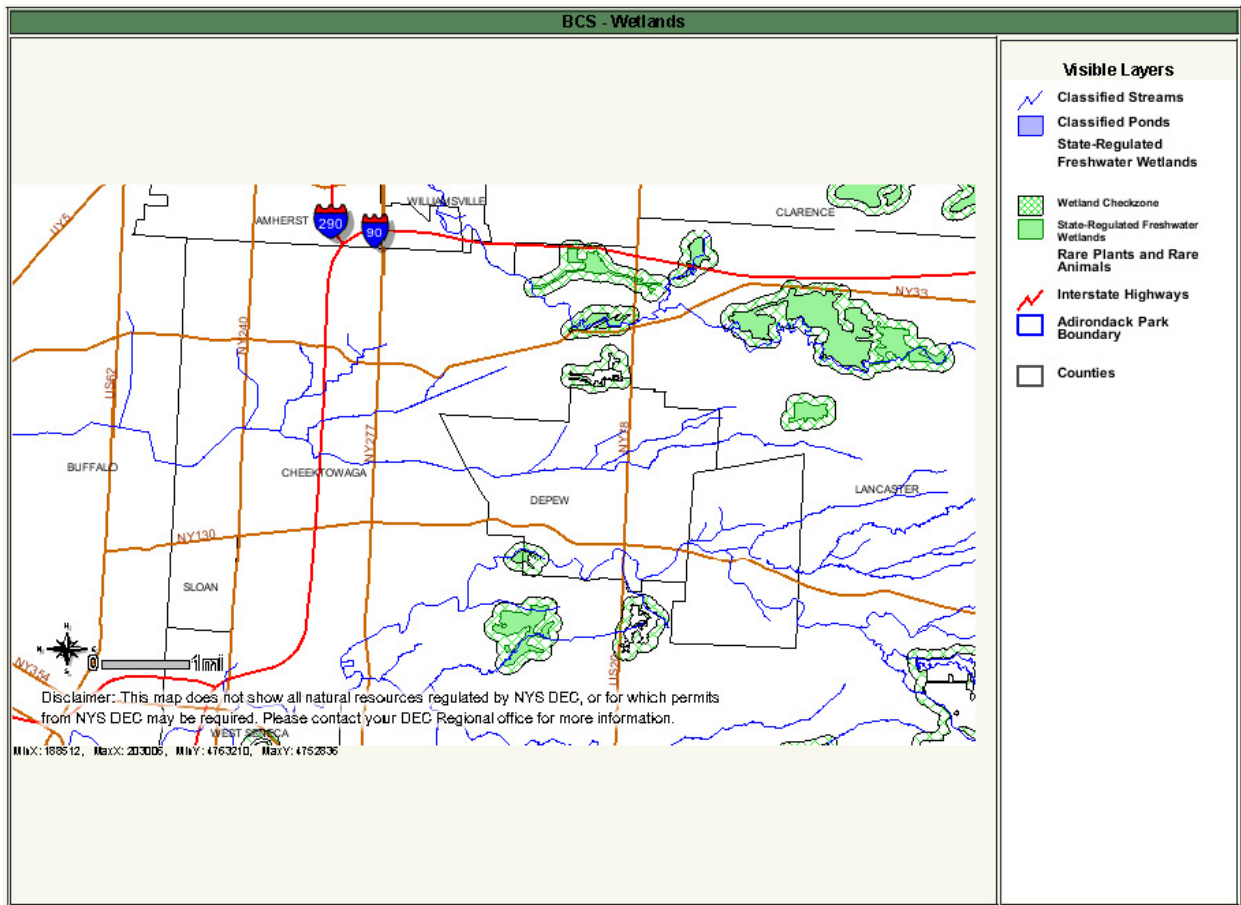 BCS - Wetlands
Visible Layers
Classified Streams
Classified Ponds
State-Regulated
Freshwater Wetlands
Wetland Checkzone
State-Regulated Freshwater
Wetlands
Rare Plants and Rare
Animals
Interstate Highways
Adirondack Park
Boundary
Counties
WILLIAMSVILLE
CLARENCE
AMHERST
290
90
NY5
NY33
NY240
US62
NY277
NY78
BUFFALO
CHEEKTOWAGA
DEPEW
LANCASTER
NY130
SLOAN
US20
NY354
0 1mi
Disclaimer: This map does not show all natural resources regulated by NYS DEC, or for which permits
from NYS DEC may be required. Please contact your DEC Regional office for more information.
WEST SENECA
MinX: 188512, MaxX: 203005, MinY: 4763210, MaxY: 4752836